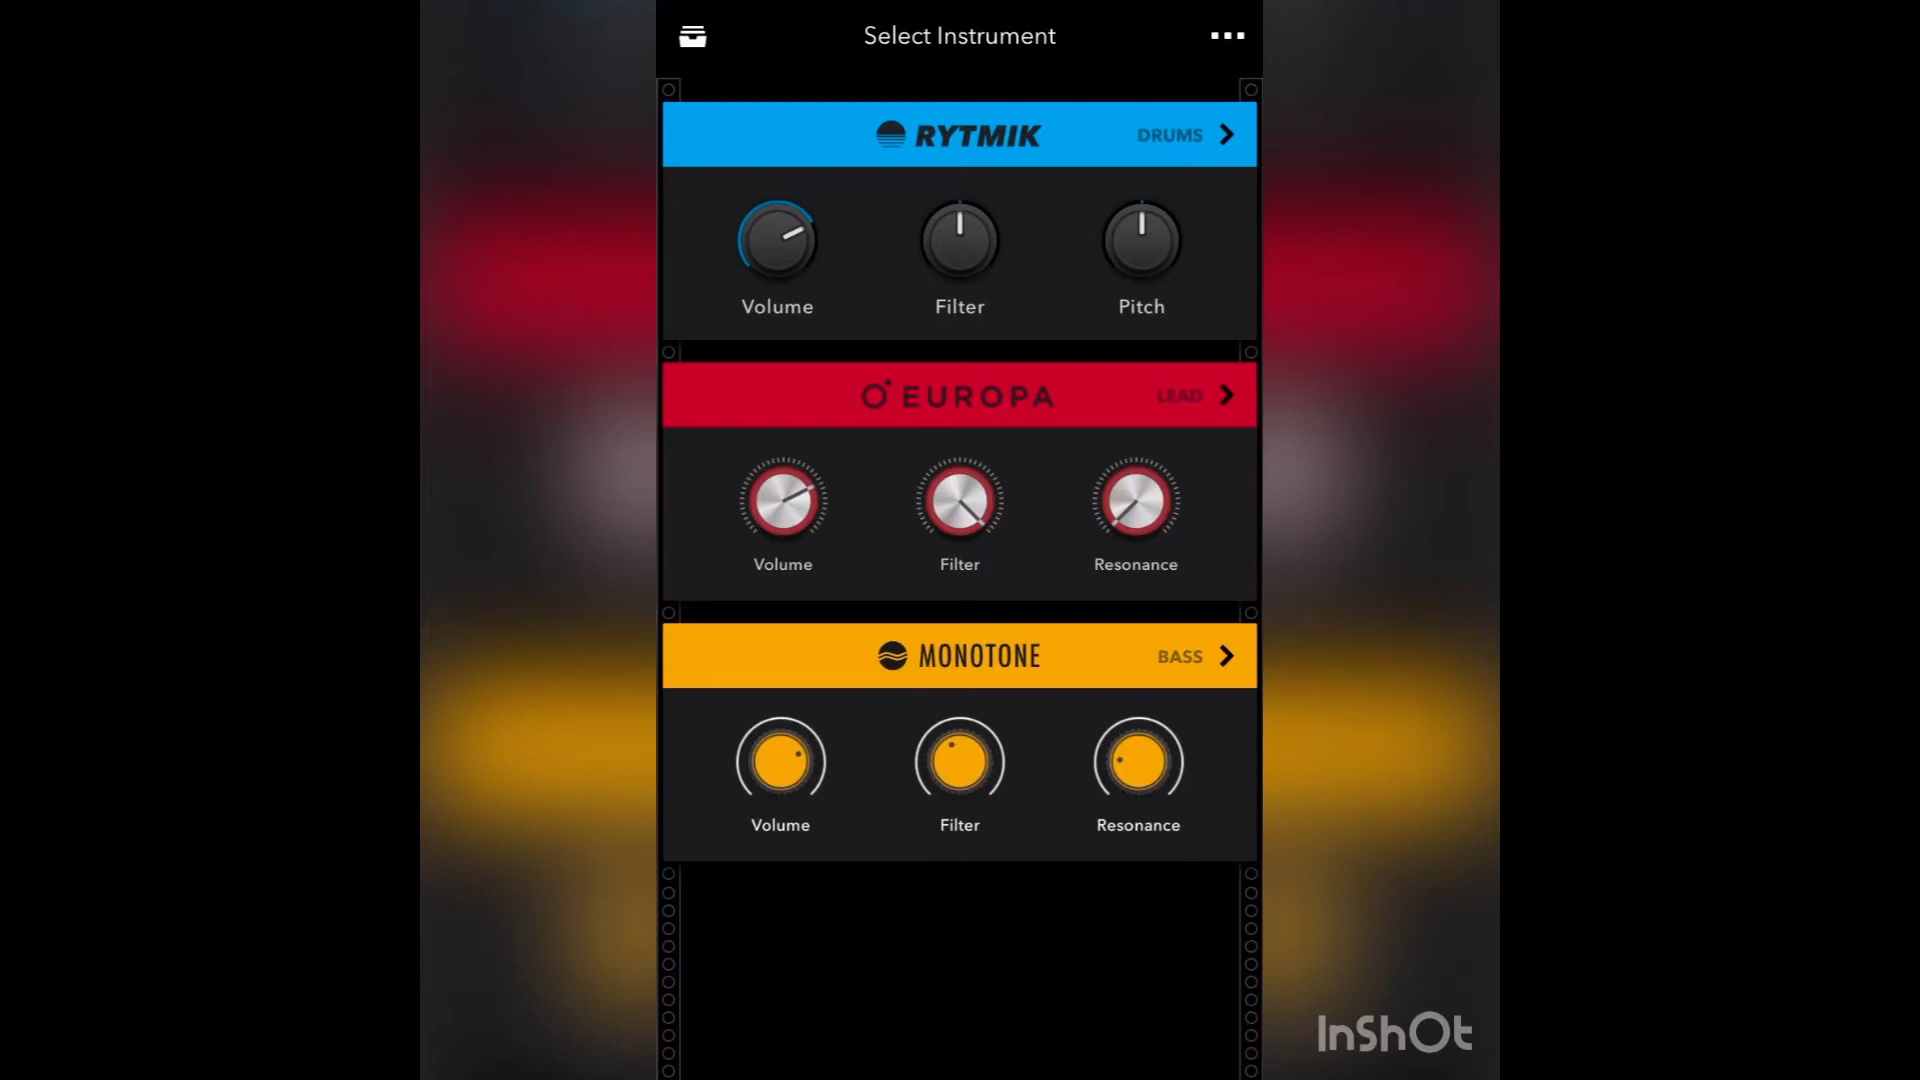 Select Instrument
RYTMIK DRUMS
Volume Filter Pitch
EUROPA LEAD
Volume Filter Resonance
MONOTONE BASS
Volume Filter Resonance
InShOt